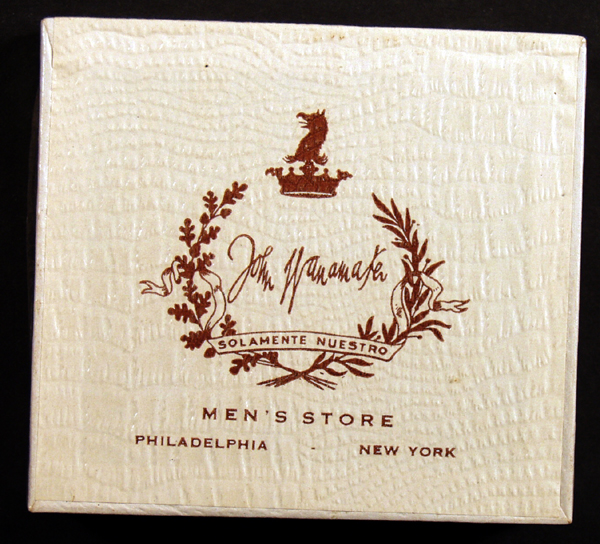 John Wanamaker
SOLAMENTE NUESTRO
MEN'S STORE
PHILADELPHIA - NEW YORK